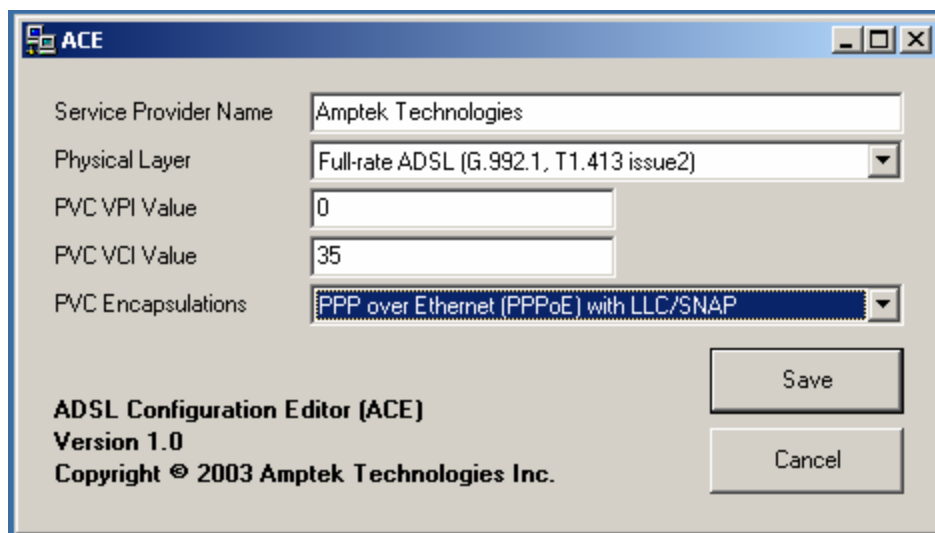 ACE
Service Provider Name Amptek Technologies
Physical Layer Full-rate ADSL (G.992.1, T1.413 issue2)
PVC VPI Value 0
PVC VCI Value 35
PVC Encapsulations PPP over Ethernet (PPPoE) with LLC/SNAP
Save
Cancel
ADSL Configuration Editor (ACE)
Version 1.0
Copyright © 2003 Amptek Technologies Inc.